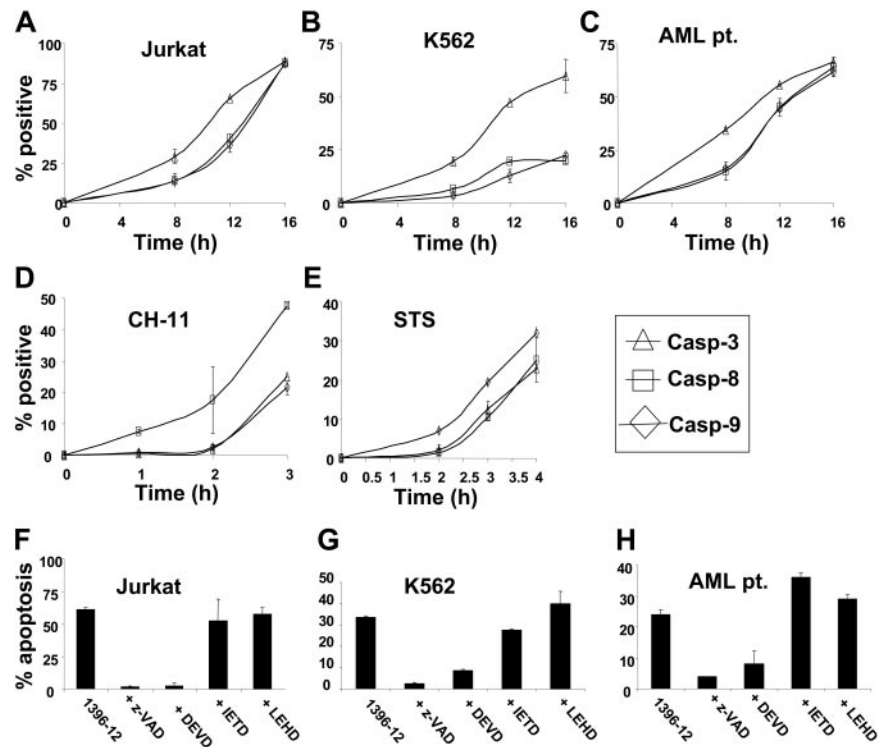 A B C
Jurkat K562 AML pt.
% positive
100 75 50 25 0
75 50 25 0
75 50 25 0
0 4 8 12 16
0 4 8 12 16
0 4 8 12 16
Time (h) Time (h) Time (h)
D E
CH-11 STS
% positive
50 40 30 20 10 0
40 30 20 10 0
0 1 2 3
0 0.5 1 1.5 2 2.5 3 3.5 4
Time (h) Time (h)
Casp-3
Casp-8
Casp-9
F G H
Jurkat K562 AML pt.
% apoptosis
100 75 50 25 0
50 40 30 20 10 0
40 30 20 10 0
1396-12 + z-VAD + DEVD + IETD + LEHD
1396-12 + z-VAD + DEVD + IETD + LEHD
1396-12 + z-VAD + DEVD + IETD + LEHD